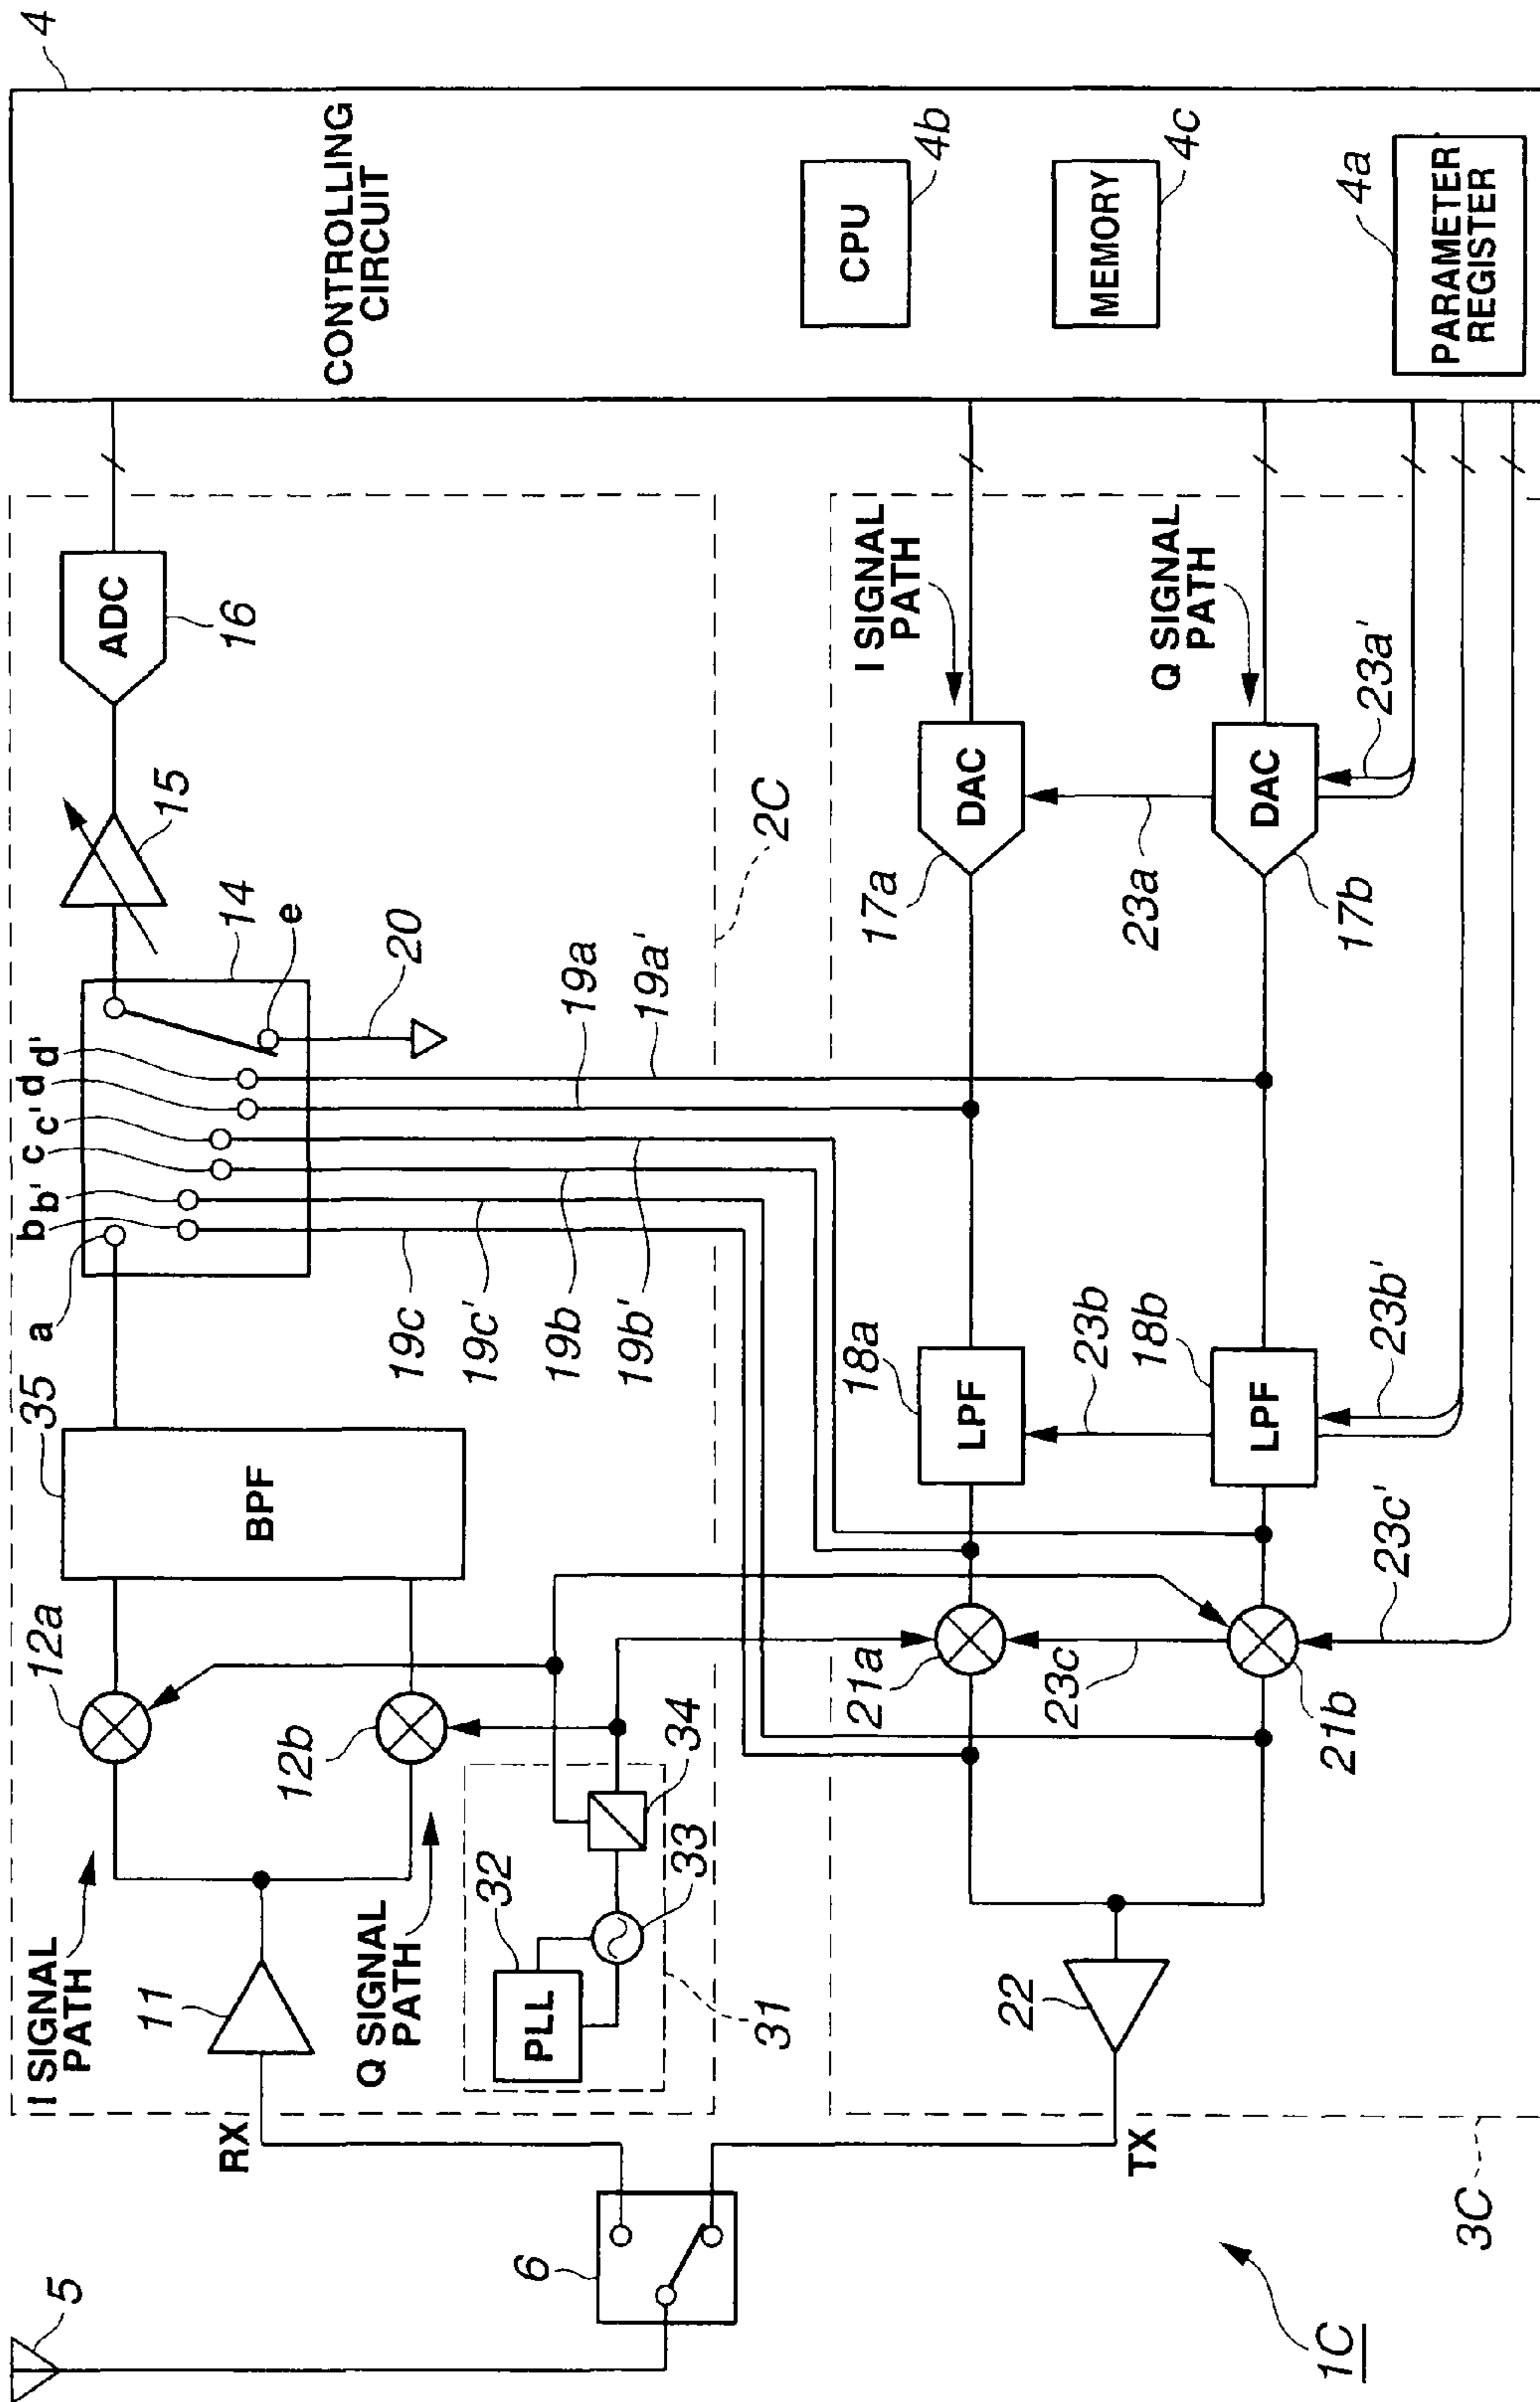 5
6
RX
TX
1C
3C
I SIGNAL
PATH
11
Q SIGNAL
PATH
PLL
32
33
34
31
12a
12b
35
BPF
a
b
b'
c
c'
d
d'
e
14
20
15
ADC
16
19c
19c'
19b
19b'
19a
19a'
2C
22
21a
21b
23c
23c'
18a
LPF
18b
LPF
23b
23b'
17a
DAC
17b
DAC
23a
23a'
I SIGNAL
PATH
Q SIGNAL
PATH
4
CONTROLLING
CIRCUIT
CPU
4b
MEMORY
4c
PARAMETER
REGISTER
4a